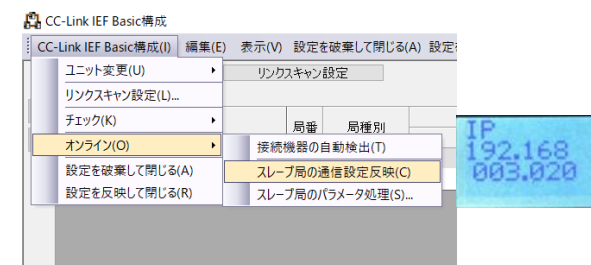 CC-Link IEF Basic構成
CC-Link IEF Basic構成(I) 編集(E) 表示(V) 設定を破棄して閉じる(A) 設定
ユニット変更(U)
リンクスキャン設定
リンクスキャン設定(L)...
チェック(K)
局番 局種別
オンライン(O)
接続機器の自動検出(T)
設定を破棄して閉じる(A)
スレーブ局の通信設定反映(C)
設定を反映して閉じる(R)
スレーブ局のパラメータ処理(S)...
IP
192.168
003.020